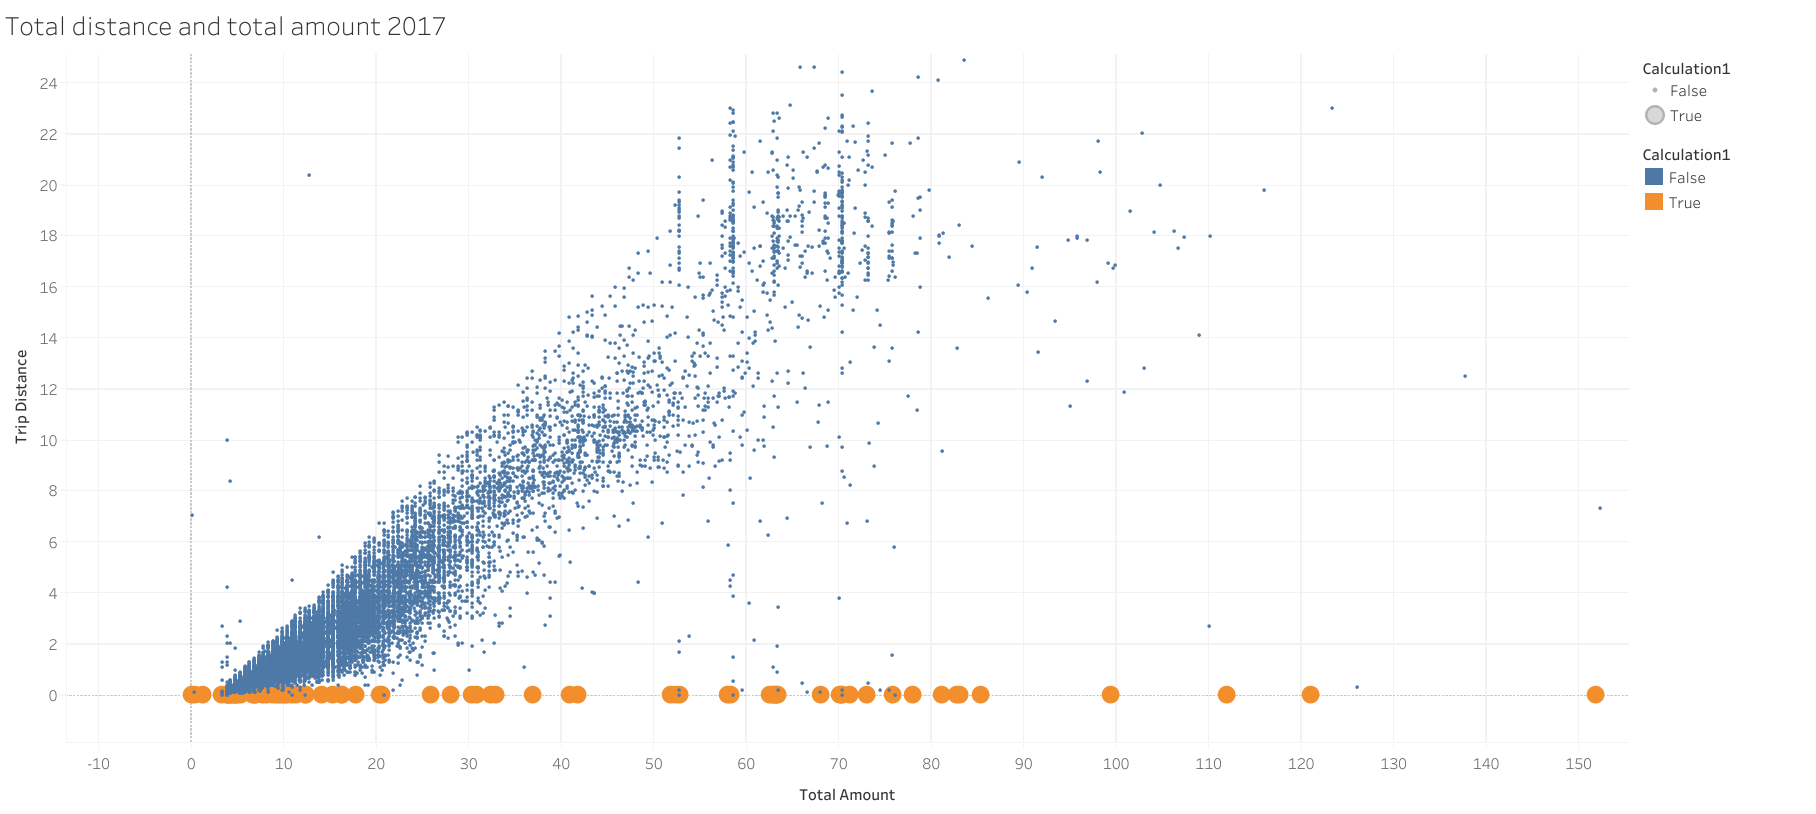 Total distance and total amount 2017
Calculation1
False
True
Calculation1
False
True
Trip Distance
24
22
20
18
16
14
12
10
8
6
4
2
0
-10 0 10 20 30 40 50 60 70 80 90 100 110 120 130 140 150
Total Amount